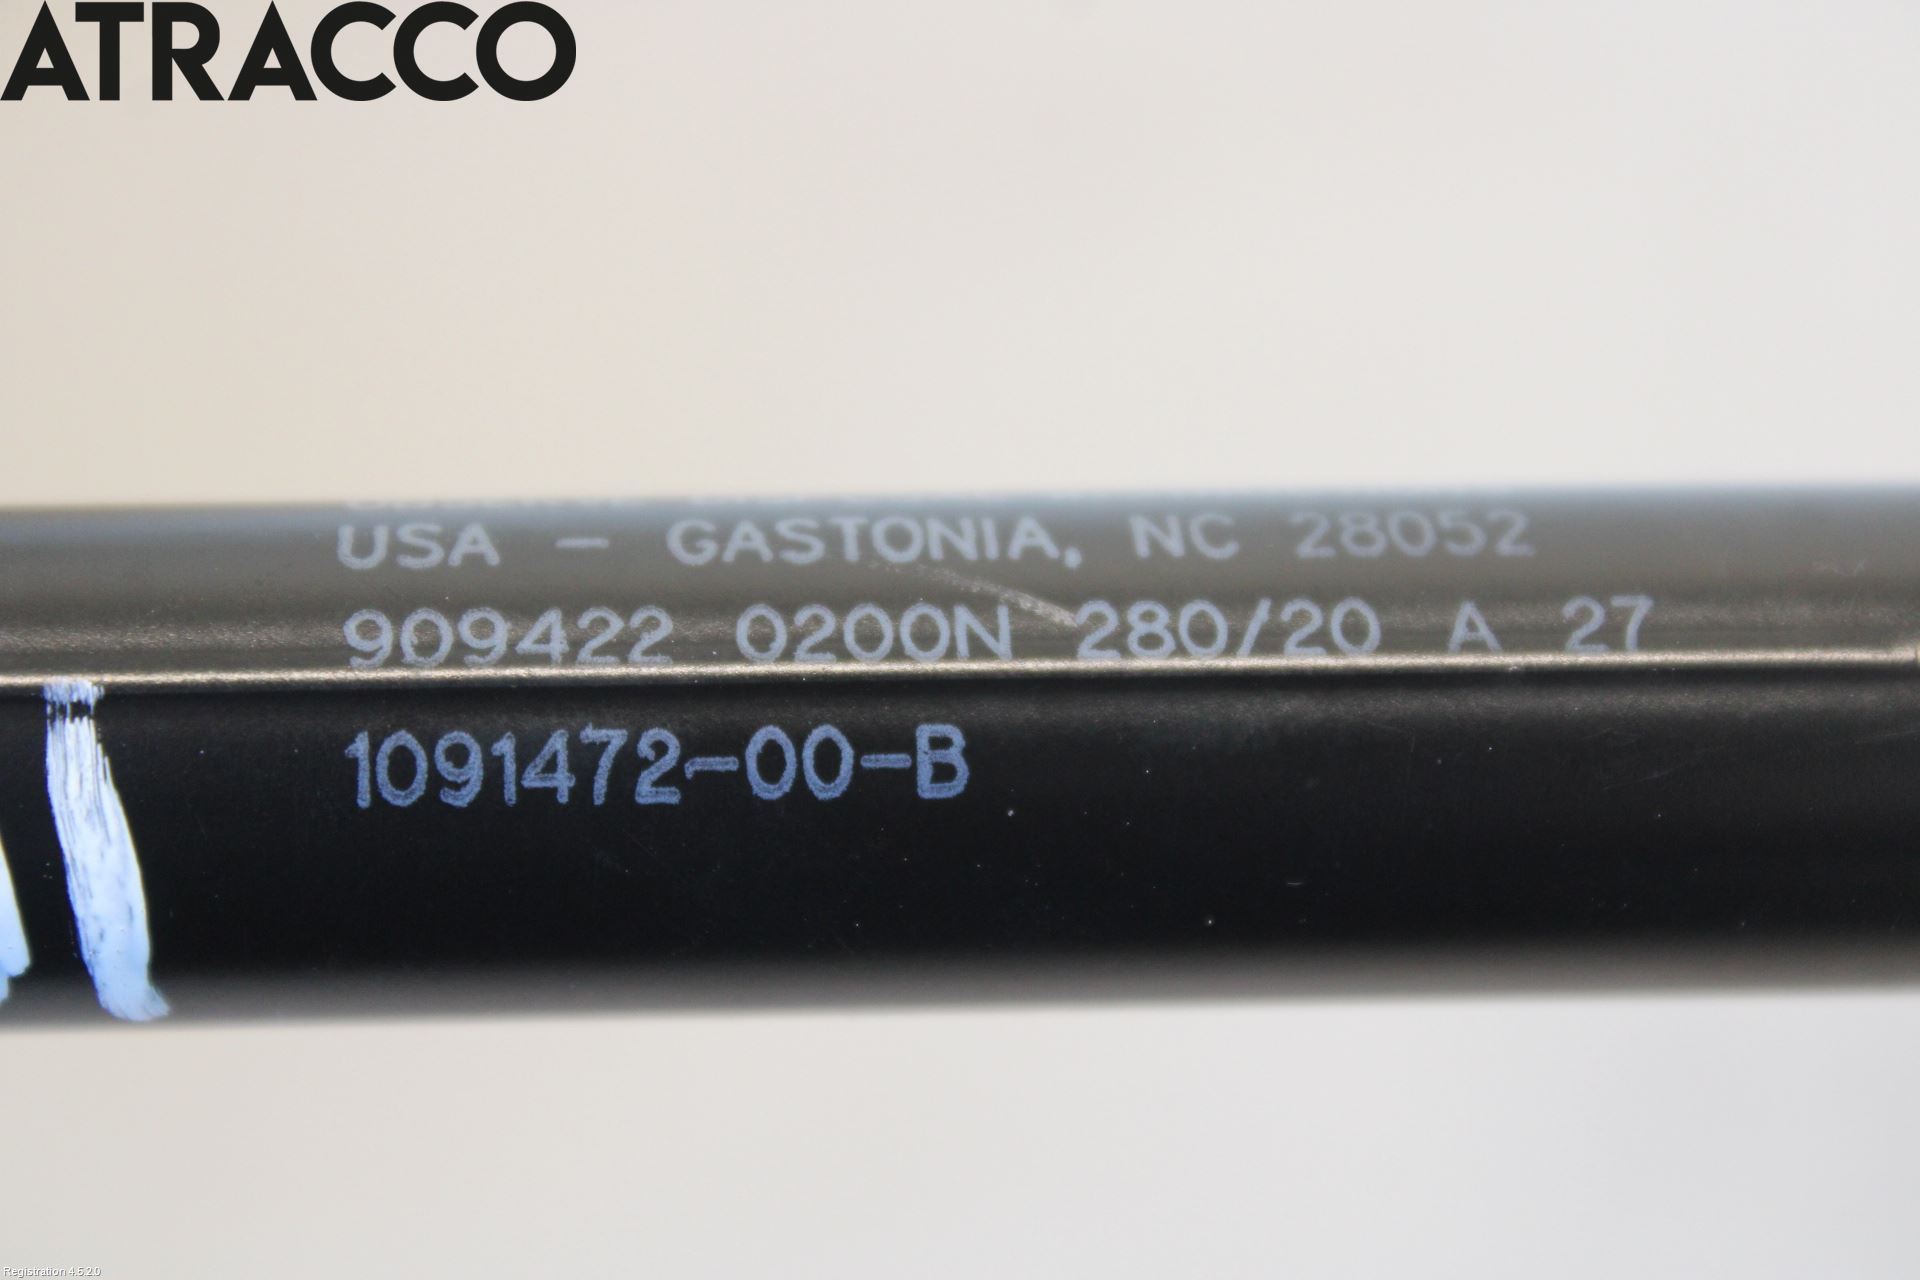 ATRACCO
USA - GASTONIA, NC 28052
909422 0200N 280/20 A 27
1091472-00-B
Registration 4.5.2.0